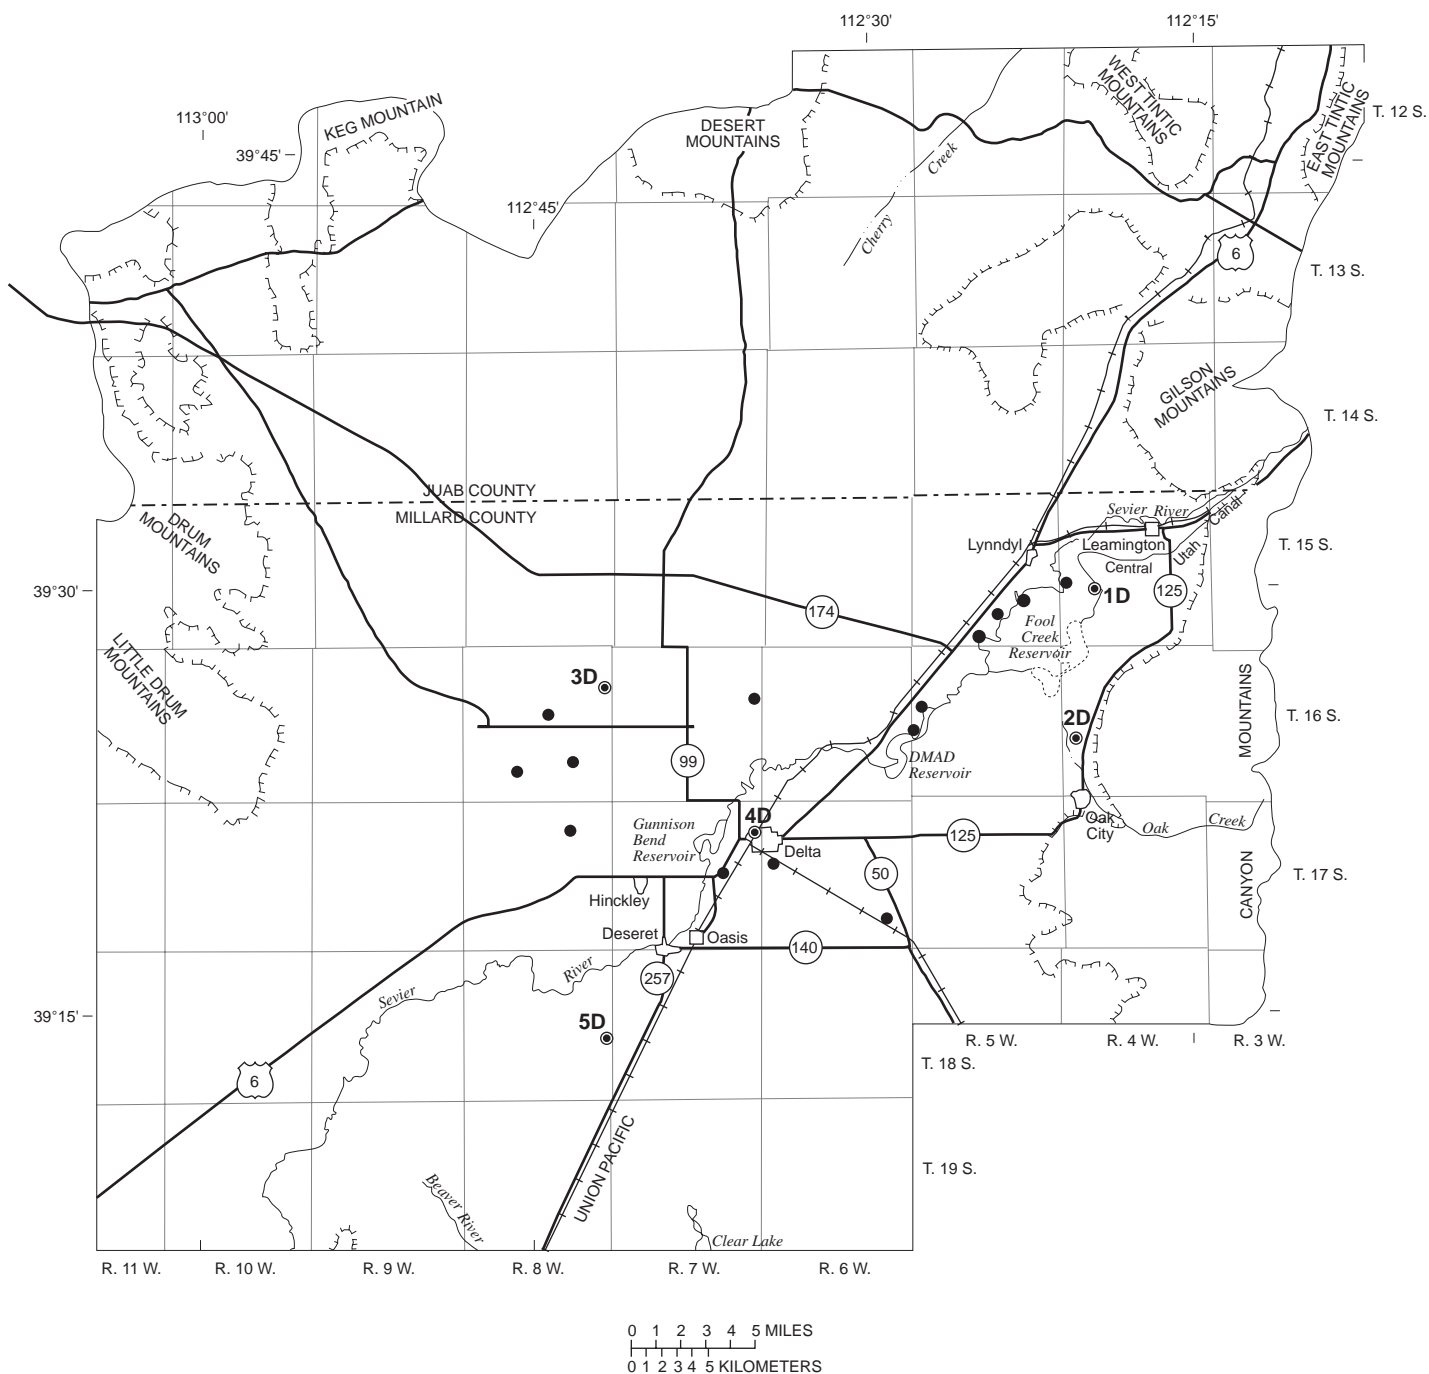 112°30'
112°15'
113°00'
39°45'
KEG MOUNTAIN
DESERT
MOUNTAINS
WEST TINTIC
MOUNTAINS
EAST TINTIC
MOUNTAINS
T. 12 S.
Cherry
Creek
112°45'
6
T. 13 S.
GILSON
MOUNTAINS
T. 14 S.
JUAB COUNTY
MILLARD COUNTY
DRUM
MOUNTAINS
Sevier River
Canal
Utah
Central
Lynndyl
Leamington
T. 15 S.
39°30'
174
1D
125
Fool
Creek
Reservoir
LITTLE DRUM
MOUNTAINS
3D
2D
MOUNTAINS
T. 16 S.
99
DMAD
Reservoir
Gunnison
Bend
Reservoir
4D
Delta
125
Oak
City
Oak
Creek
50
CANYON
T. 17 S.
Hinckley
Deseret
Oasis
140
257
Sevier
River
39°15'
5D
R. 5 W.
R. 4 W.
R. 3 W.
T. 18 S.
6
UNION PACIFIC
T. 19 S.
Beaver River
Clear Lake
R. 11 W.
R. 10 W.
R. 9 W.
R. 8 W.
R. 7 W.
R. 6 W.
0 1 2 3 4 5 MILES
0 1 2 3 4 5 KILOMETERS